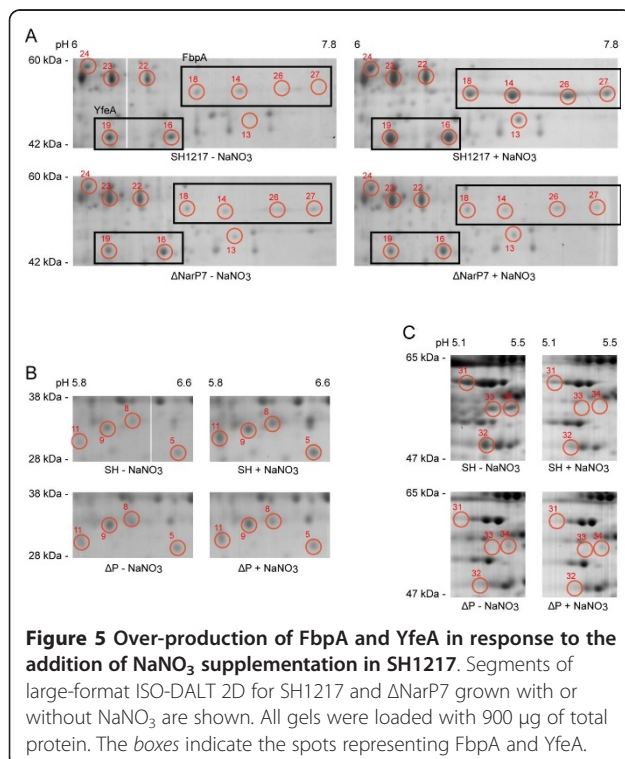 A
pH 6
7.8
6
7.8
60 kDa -
24
23
22
FbpA
18
14
26
27
YfeA
19
16
13
42 kDa -
SH1217 - NaNO3
24
23
22
18
14
26
27
19
16
13
SH1217 + NaNO3
60 kDa -
24
23
22
18
14
26
27
19
16
13
42 kDa -
ΔNarP7 - NaNO3
24
22
18
14
26
27
19
16
13
ΔNarP7 + NaNO3
B
pH 5.8
6.6
5.8
6.6
38 kDa -
11
9
8
5
28 kDa -
SH - NaNO3
11
9
8
5
SH + NaNO3
38 kDa -
11
9
8
5
28 kDa -
ΔP - NaNO3
11
9
8
5
ΔP + NaNO3
C
pH 5.1
5.5
5.1
5.5
65 kDa -
31
33
32
47 kDa -
SH - NaNO3
31
33
34
32
SH + NaNO3
65 kDa -
31
33
34
32
47 kDa -
ΔP - NaNO3
31
33
34
32
ΔP + NaNO3
Figure 5 Over-production of FbpA and YfeA in response to the
addition of NaNO3 supplementation in SH1217. Segments of
large-format ISO-DALT 2D for SH1217 and ΔNarP7 grown with or
without NaNO3 are shown. All gels were loaded with 900 μg of total
protein. The boxes indicate the spots representing FbpA and YfeA.